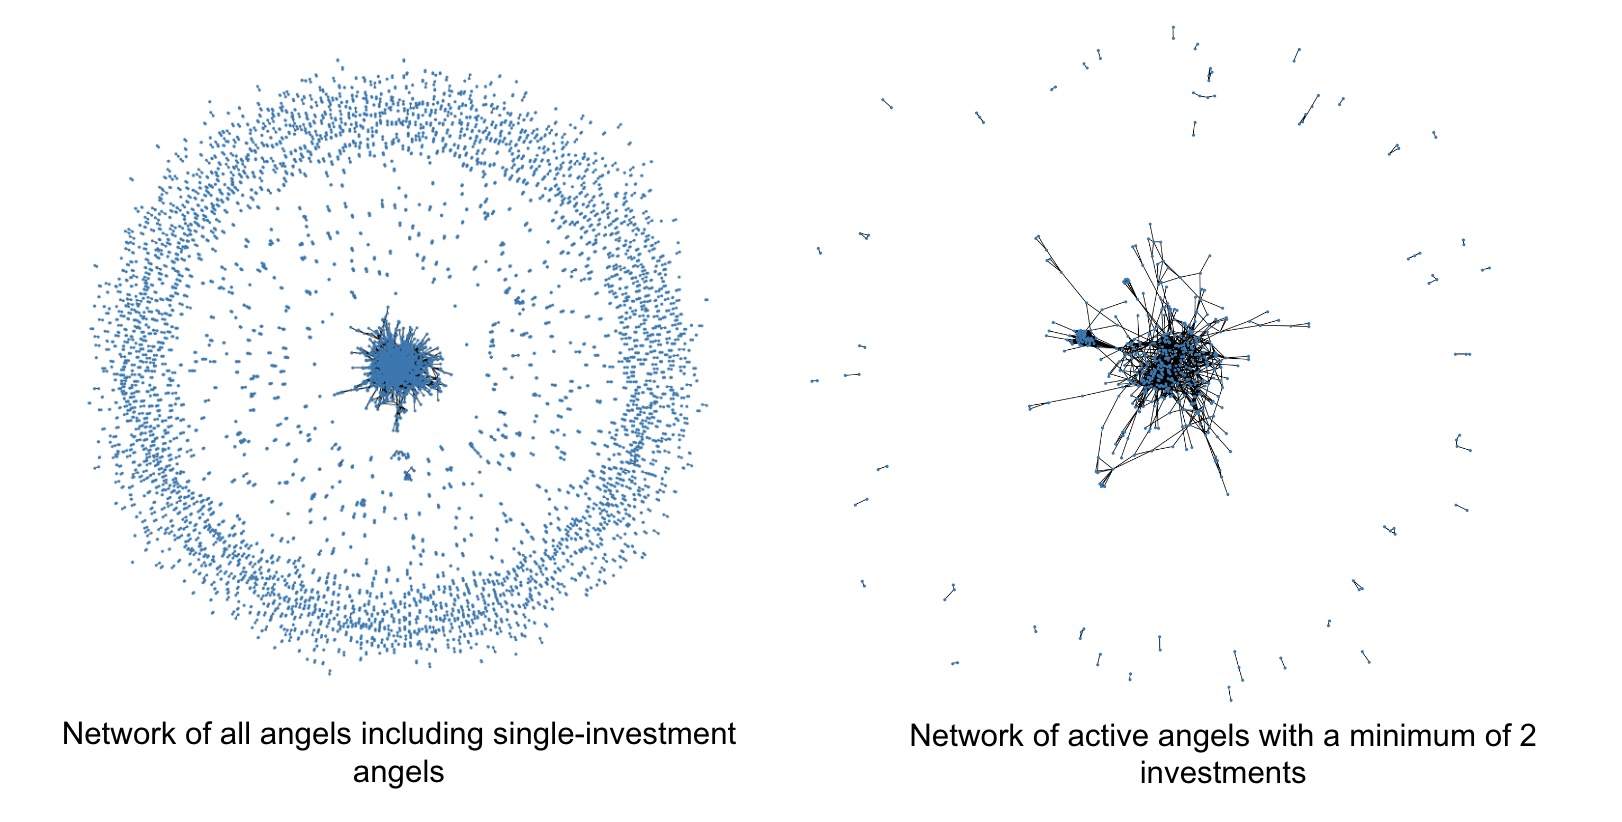 Network of all angels including single-investment
angels
Network of active angels with a minimum of 2
investments